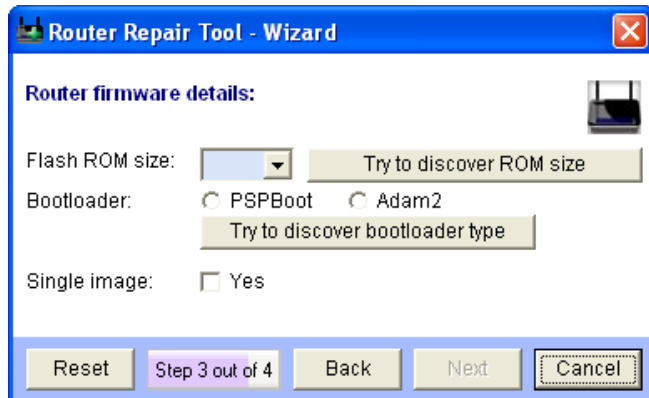 Router Repair Tool - Wizard
Router firmware details:
Flash ROM size: Try to discover ROM size
Bootloader: PSPBoot Adam2
Try to discover bootloader type
Single image: Yes
Reset Step 3 out of 4 Back Next Cancel